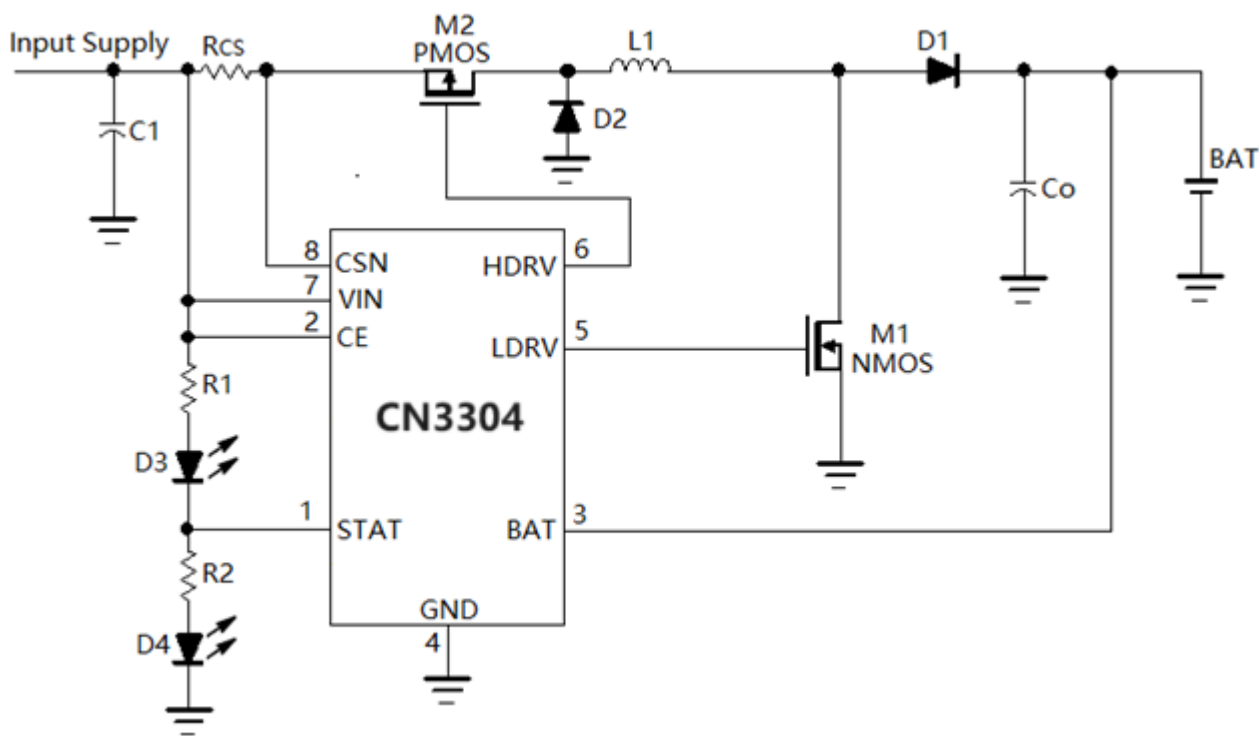 Input Supply
RCS
M2
PMOS
L1
D1
C1
D2
Co
BAT
8
CSN
7
VIN
2
CE
HDRV
6
LDRV
5
M1
NMOS
R1
CN3304
D3
1
STAT
BAT
3
R2
GND
4
D4